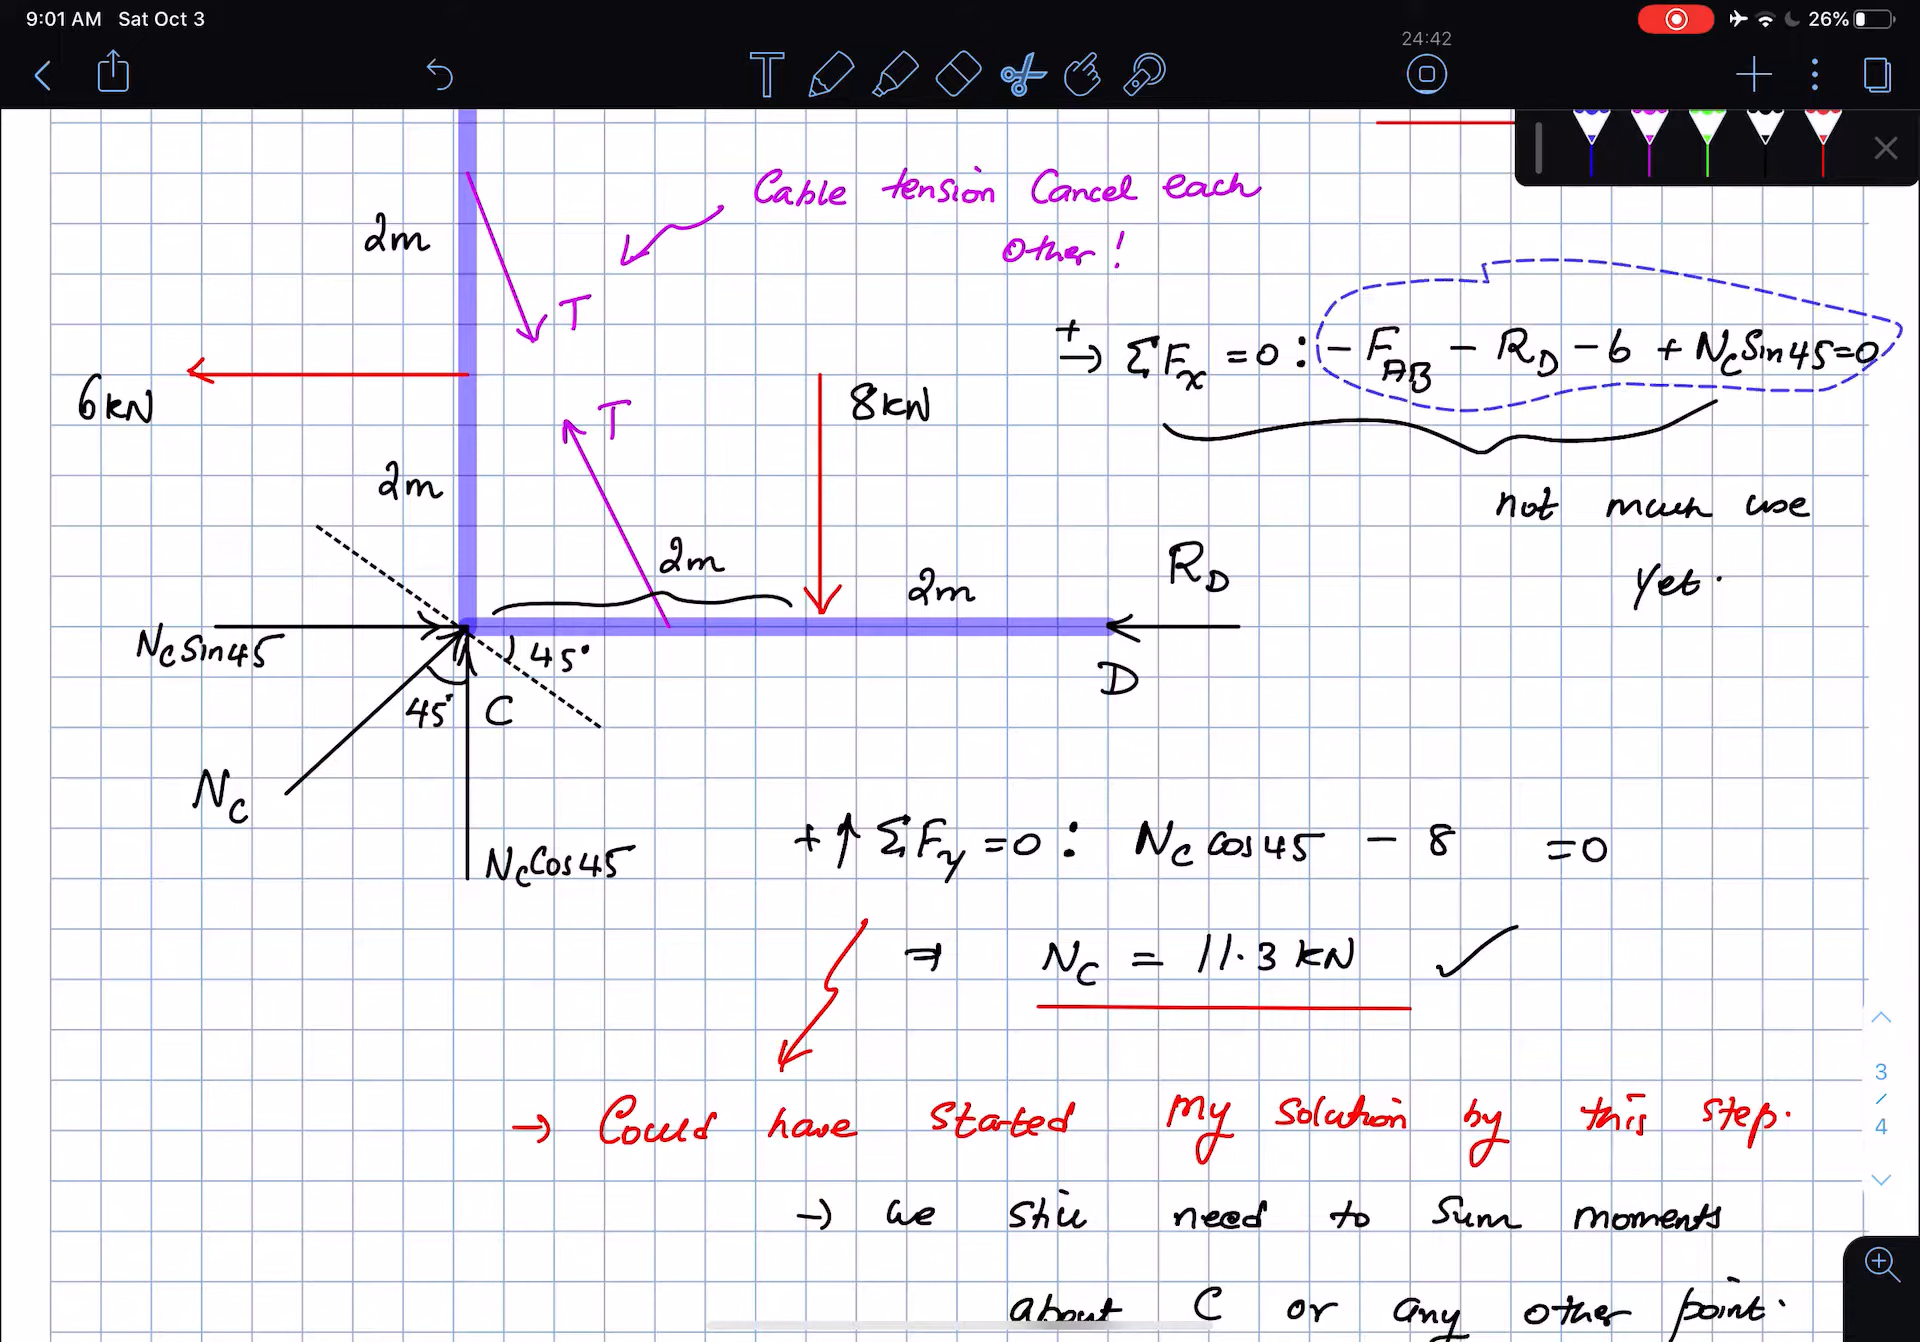 9:01 AM Sat Oct 3
26%
24:42
T
Cable tension Cancel each
Other!
2m
T
+
→ ΣFx = 0 : - FAB - RD - 6 + Nc Sin45=0
6kN
T
8kN
2m
not much use
Yet.
2m
2m
RD
Nc Sin45
45°
D
45°
C
Nc
Nc Cos45
+↑ ΣFy = 0 : Nc Cos45 - 8 = 0
⇒ Nc = 11.3 kN ✓
→ Could have started my solution by this step.
→ we still need to sum moments
about C or any other point.
3
/
4